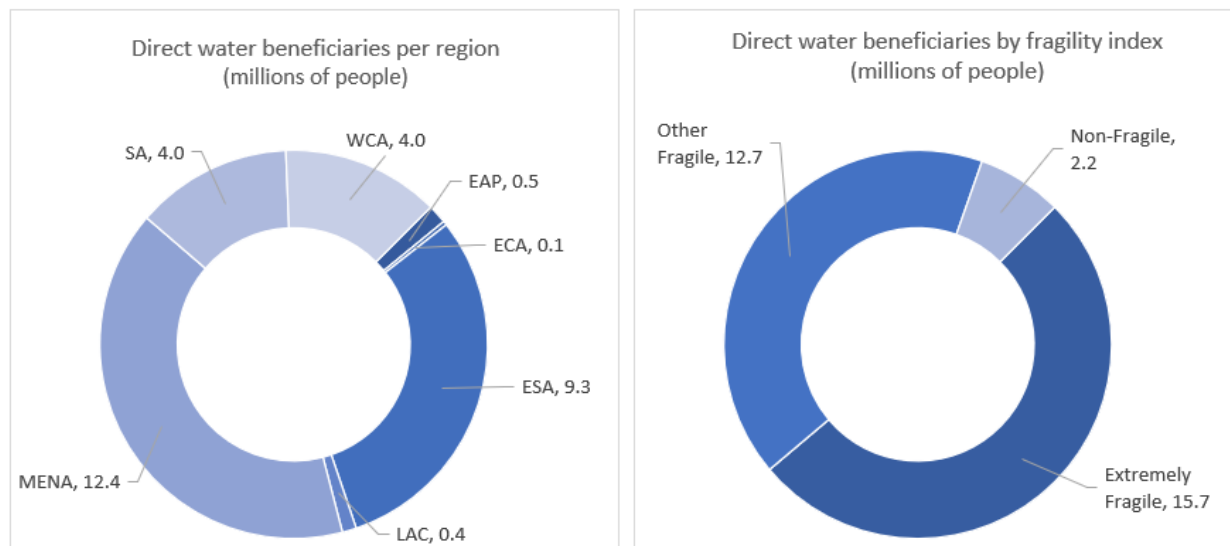 Direct water beneficiaries per region
(millions of people)
SA, 4.0
WCA, 4.0
EAP, 0.5
ECA, 0.1
ESA, 9.3
LAC, 0.4
MENA, 12.4
Direct water beneficiaries by fragility index
(millions of people)
Other
Fragile, 12.7
Non-Fragile,
2.2
Extremely
Fragile, 15.7